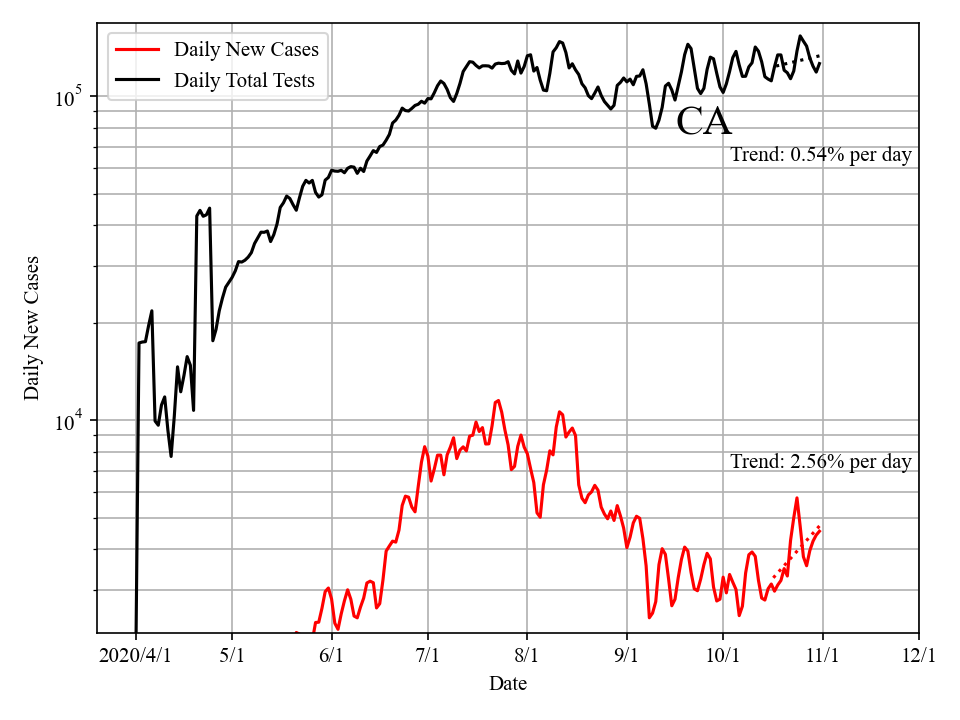 Daily New Cases
Daily Total Tests
10^5
CA
Trend: 0.54% per day
Daily New Cases
10^4
Trend: 2.56% per day
2020/4/1 5/1 6/1 7/1 8/1 9/1 10/1 11/1 12/1
Date